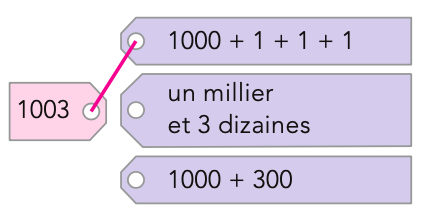 1000 + 1 + 1 + 1
1003
un millier
et 3 dizaines
1000 + 300